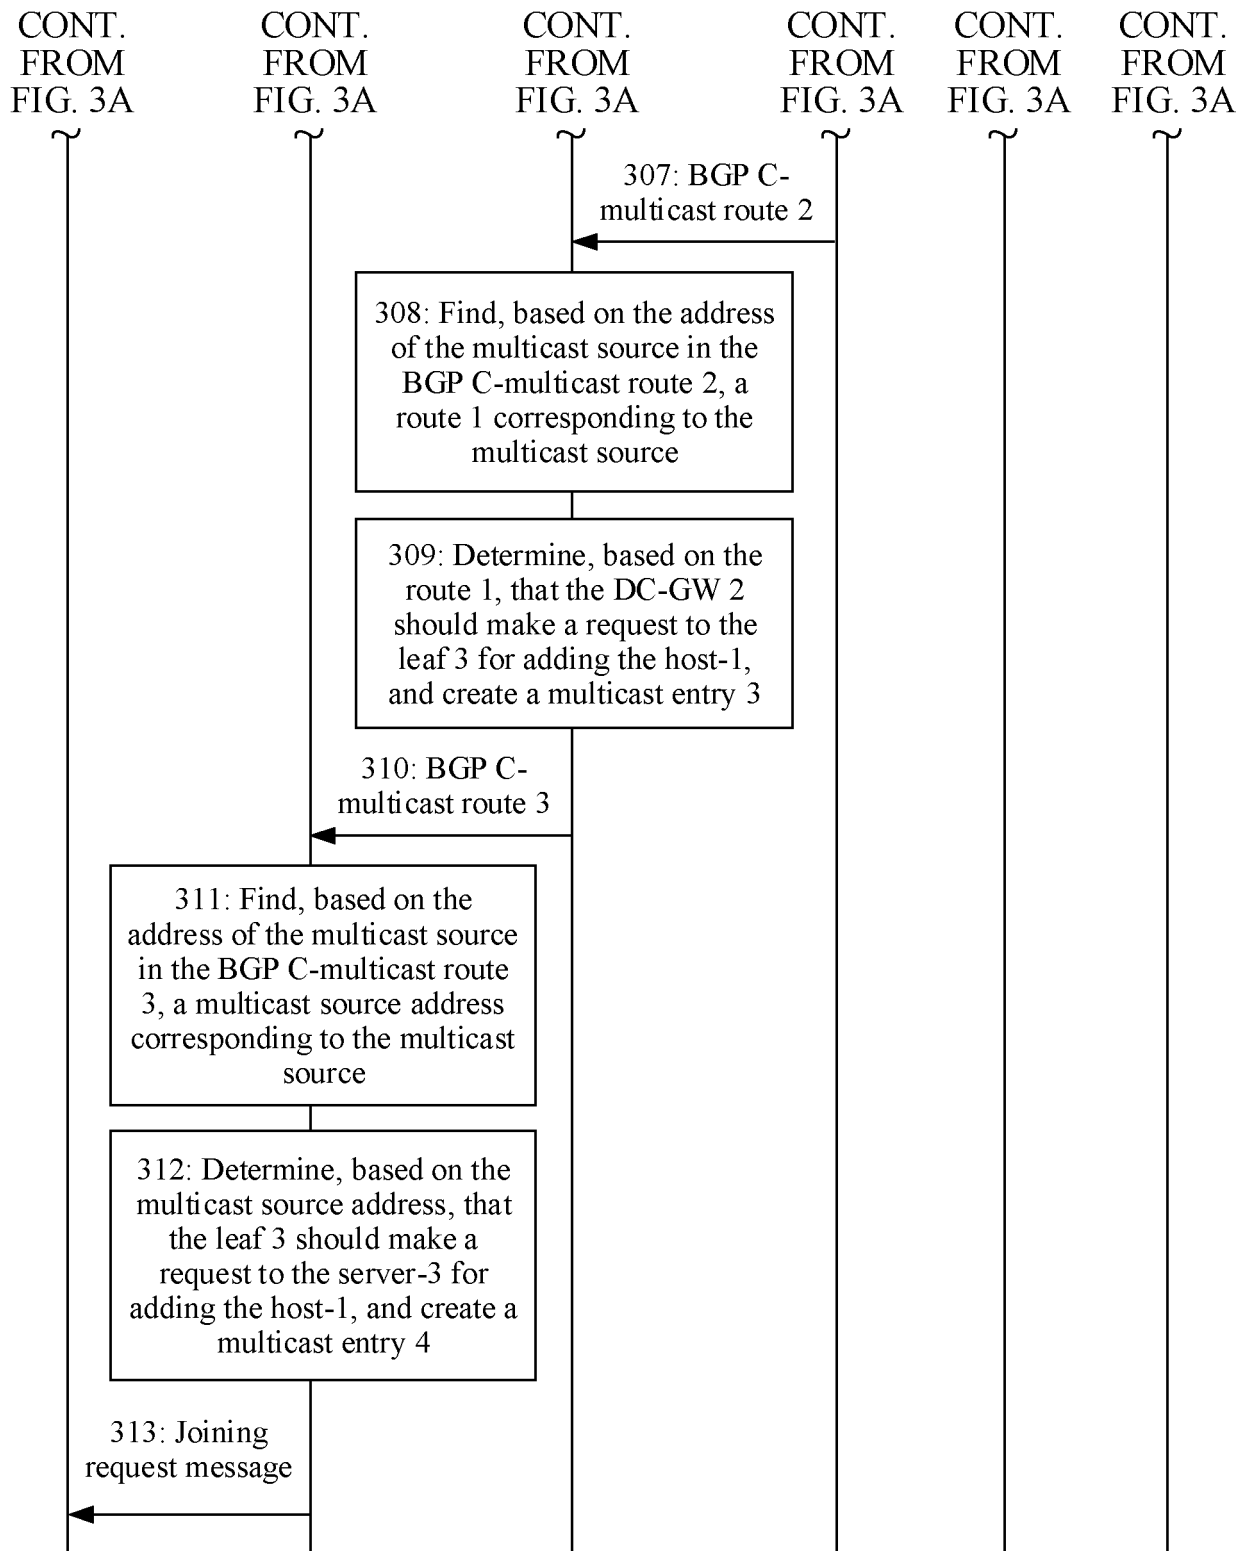 CONT.
FROM
FIG. 3A
CONT.
FROM
FIG. 3A
CONT.
FROM
FIG. 3A
CONT.
FROM
FIG. 3A
CONT.
FROM
FIG. 3A
CONT.
FROM
FIG. 3A
307: BGP C-
multicast route 2
308: Find, based on the address
of the multicast source in the
BGP C-multicast route 2, a
route 1 corresponding to the
multicast source
309: Determine, based on the
route 1, that the DC-GW 2
should make a request to the
leaf 3 for adding the host-1,
and create a multicast entry 3
310: BGP C-
multicast route 3
311: Find, based on the
address of the multicast source
in the BGP C-multicast route
3, a multicast source address
corresponding to the multicast
source
312: Determine, based on the
multicast source address, that
the leaf 3 should make a
request to the server-3 for
adding the host-1, and create a
multicast entry 4
313: Joining
request message